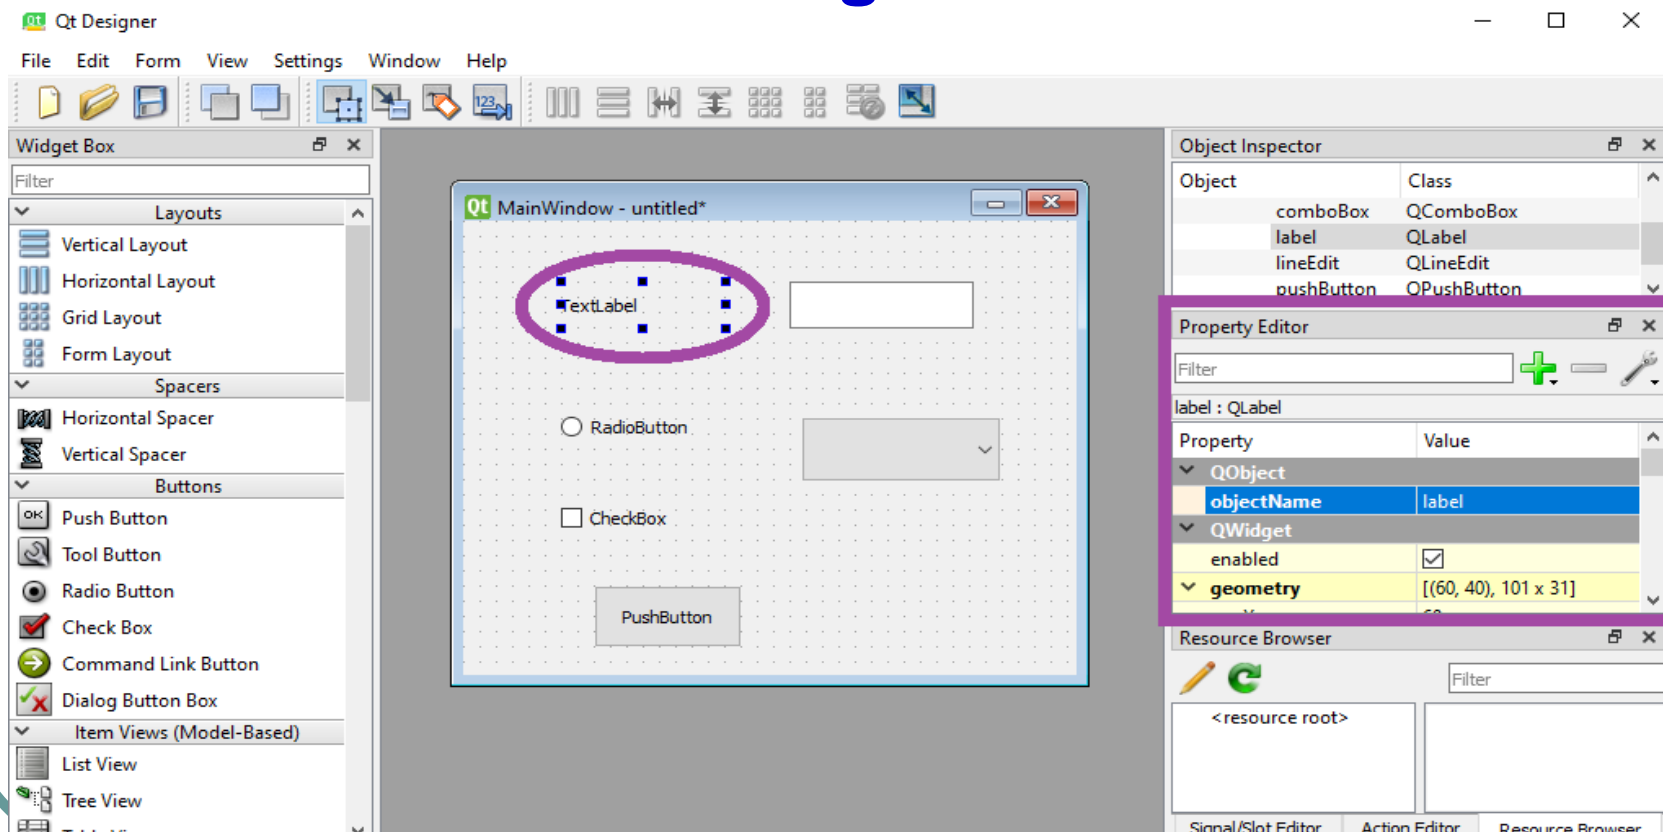 Qt Designer
File Edit Form View Settings Window Help
Widget Box
Filter
Layouts
Vertical Layout
Horizontal Layout
Grid Layout
Form Layout
Spacers
Horizontal Spacer
Vertical Spacer
Buttons
OK Push Button
Tool Button
Radio Button
Check Box
Command Link Button
Dialog Button Box
Item Views (Model-Based)
List View
Tree View
Qt MainWindow - untitled*
TextLabel
RadioButton
CheckBox
PushButton
Object Inspector
Object Class
comboBox QComboBox
label QLabel
lineEdit QLineEdit
pushButton QPushButton
Property Editor
Filter
label : QLabel
Property Value
QObject
objectName label
QWidget
enabled
geometry [(60, 40), 101 x 31]
Resource Browser
Filter
<resource root>
Signal/Slot Editor Action Editor Resource Browser